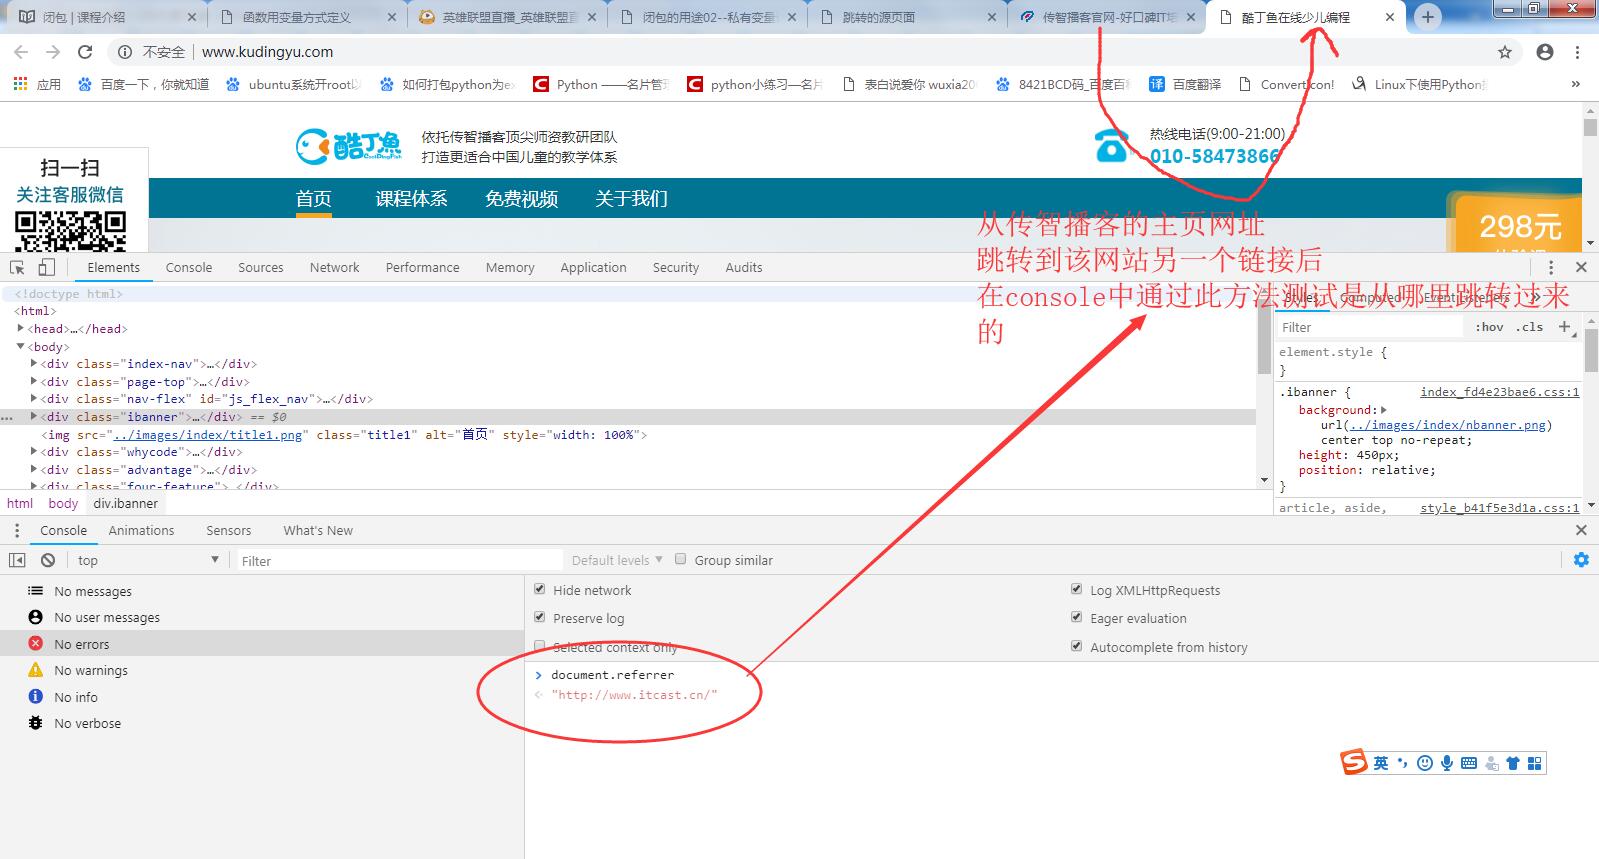 闭包 | 课程介绍
函数用变量方式定义
英雄联盟直播_英雄联盟直
闭包的用途02--私有变量
跳转的源页面
传智播客官网-好口碑IT培
酷丁鱼在线少儿编程
不安全 | www.kudingyu.com
应用
百度一下，你就知道
ubuntu系统开root以
如何打包python为ex
Python ——名片管理
python小练习—名片
表白说爱你 wuxia20
8421BCD码_百度百科
百度翻译
ConvertIcon!
Linux下使用Python
»
扫一扫
关注客服微信
酷丁魚
CoolDingFish
依托传智播客顶尖师资教研团队
打造更适合中国儿童的教学体系
热线电话(9:00-21:00)
010-58473866
首页 课程体系 免费视频 关于我们
298元
从传智播客的主页网址
跳转到该网站另一个链接后
在console中通过此方法测试是从哪里跳转过来
的
Elements Console Sources Network Performance Memory Application Security Audits
<!doctype html>
<html>
<head>…</head>
<body>
<div class="index-nav">…</div>
<div class="page-top">…</div>
<div class="nav-flex" id="js_flex_nav">…</div>
<div class="ibanner">…</div> == $0
<img src="../images/index/title1.png" class="title1" alt="首页" style="width: 100%">
<div class="whycode">…</div>
<div class="advantage">…</div>
<div class="four-feature"> </div>
Styles Computed Event Listeners »
Filter :hov .cls +
element.style {
}
.ibanner { index_fd4e23bae6.css:1
background:
url(../images/index/nbanner.png)
center top no-repeat;
height: 450px;
position: relative;
}
article, aside, style_b41f5e3d1a.css:1
html body div.ibanner
Console Animations Sensors What's New
top Filter Default levels ▼ Group similar
No messages
No user messages
No errors
No warnings
No info
No verbose
Hide network
Preserve log
Selected context only
Log XMLHttpRequests
Eager evaluation
Autocomplete from history
> document.referrer
"http://www.itcast.cn/"
S 英